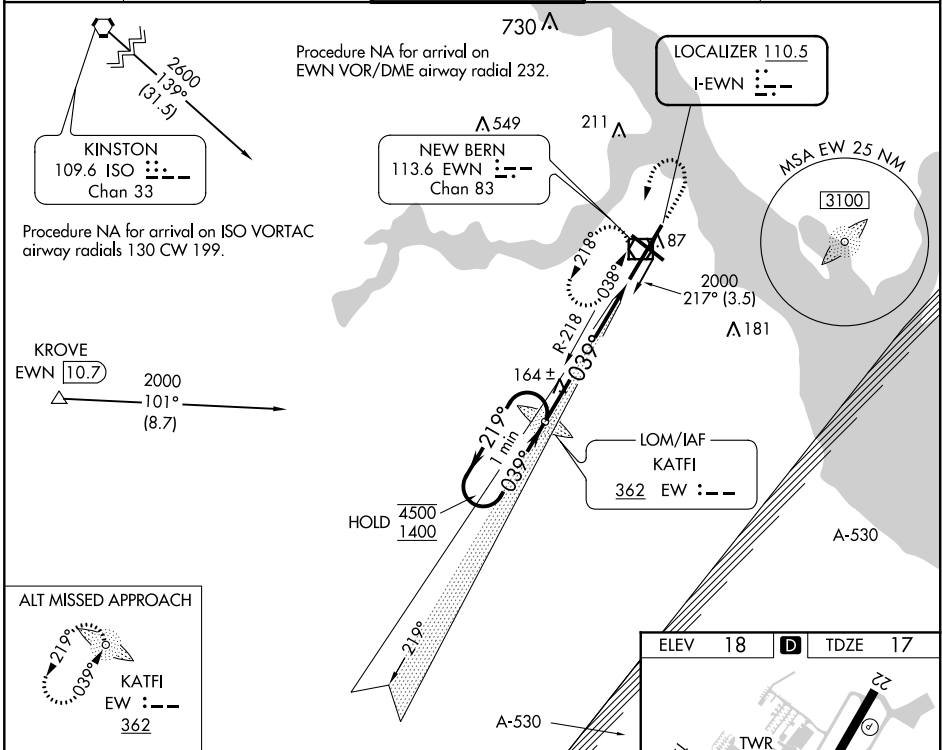 730
Procedure NA for arrival on
EWN VOR/DME airway radial 232.
LOCALIZER 110.5
I-EWN
2600
139°
(31.5)
KINSTON
109.6 ISO
Chan 33
549
211
NEW BERN
113.6 EWN
Chan 83
MSA EW 25 NM
3100
Procedure NA for arrival on ISO VORTAC
airway radials 130 CW 199.
87
218°
038°
2000
217° (3.5)
R-218
181
KROVE
EWN 10.7
2000
101°
(8.7)
164 ±
039°
219°
1 min
039°
LOM/IAF
KATFI
362 EW
HOLD 4500
1400
A-530
219°
ALT MISSED APPROACH
219°
039°
KATFI
EW
362
A-530
ELEV 18 D TDZE 17
22
P
TWR